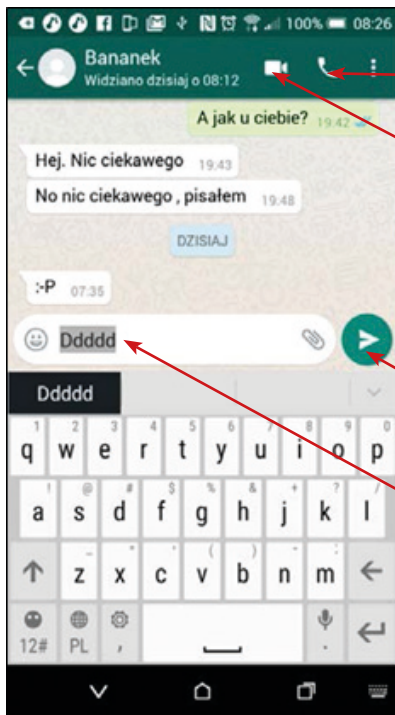 100% 08:26
Bananek
Widziano dzisiaj o 08:12
A jak u ciebie? 19:42
Hej. Nic ciekawego 19:43
No nic ciekawego , pisałem 19:48
DZISIAJ
:-P 07:35
Ddddd
Ddddd
1 2 3 4 5 6 7 8 9 0
q w e r t y u i o p
! @ # $ % & + ? /
a s d f g h j k l
- ' " * ( ) - : 
z x c v b n m
12# PL , .